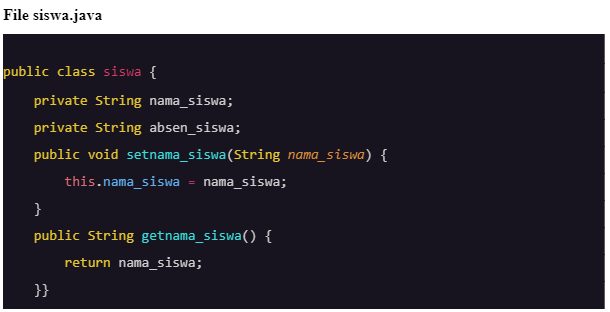 File siswa.java
public class siswa {
private String nama_siswa;
private String absen_siswa;
public void setnama_siswa(String nama_siswa) {
this.nama_siswa = nama_siswa;
}
public String getnama_siswa() {
return nama_siswa;
}}